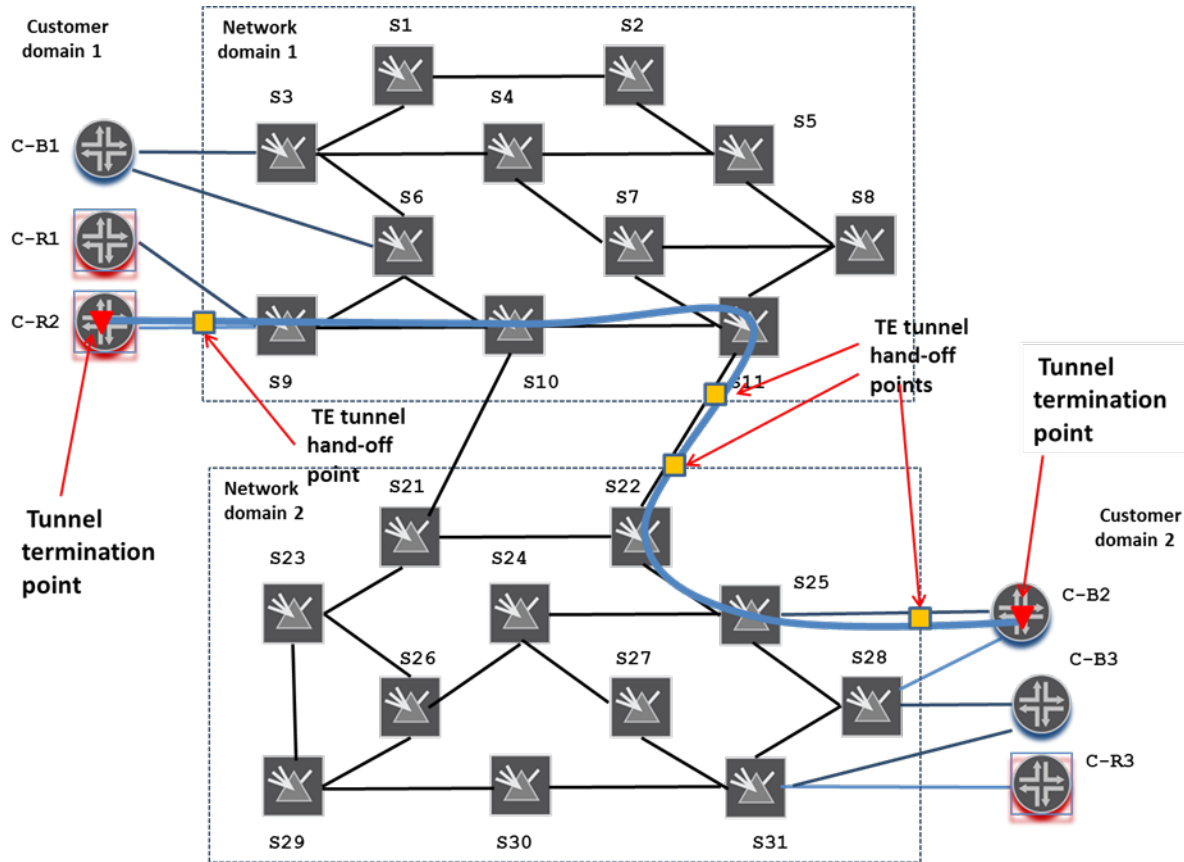 Customer
domain 1
Network
domain 1
S1
S2
S3
S4
S5
C-B1
S6
S7
S8
C-R1
C-R2
S9
S10
S11
TE tunnel
hand-off
points
TE tunnel
hand-off
point
Tunnel
termination
point
Network
domain 2
S21
S22
Tunnel
termination
point
Customer
domain 2
S23
S24
S25
C-B2
S26
S27
S28
C-B3
C-R3
S29
S30
S31